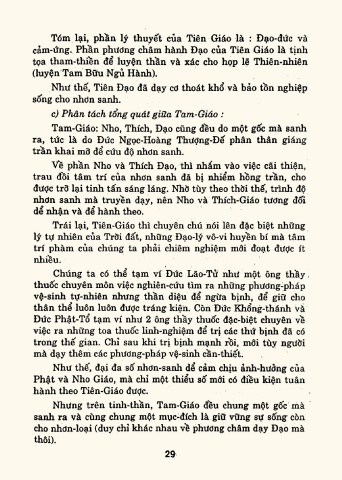 Tóm lại, phần lý thuyết của Tiên Giáo là : Đạo-đức và
cảm-ứng. Phần phương châm hành Đạo của Tiên Giáo là tịnh
tọa tham-thiền để luyện thần và xác cho hợp lẽ Thiên-nhiên
(luyện Tam Bửu Ngũ Hành).
Như thế, Tiên Đạo đã dạy cơ thoát khổ và bảo tồn nghiệp
sống cho nhơn sanh.
c) Phân tách tổng quát giữa Tam-Giáo :
Tam-Giáo: Nho, Thích, Đạo cũng đều do một gốc mà sanh
ra, tức là do Đức Ngọc-Hoàng Thượng-Đế phân thân giáng
trần khai mở để cứu độ nhơn sanh.
Về phần Nho và Thích Đạo, thì nhắm vào việc cải thiện,
trau dồi tâm trí của nhơn sanh đã bị nhiễm hồng trần, cho
được trở lại tinh tấn sáng láng. Nhờ tùy theo thời thế, trình độ
nhơn sanh mà truyền dạy, nên Nho và Thích-Giáo tương đối
dể nhận và để hành theo.
Trái lại, Tiên-Giáo thì chuyên chú nói lên đặc biệt những
lý tự nhiên của Trời đất, những Đạo-lý vô-vi huyền bí mà tâm
trí phàm của chúng ta phải chiêm nghiệm mới đoạt được ít
nhiều.
Chúng ta có thể tạm ví Đức Lão-Tử như một ông thầy
thuốc chuyên môn việc nghiên-cứu tìm ra những phương-pháp
vệ-sinh tự-nhiên nhưng thần diệu để ngừa bịnh, để giữ cho
thân thể luôn luôn được tráng kiện. Còn Đức Khổng-thánh và
Đức Phật-Tổ tạm ví như 2 ông thầy thuốc đặc-biệt chuyên về
việc ra những toa thuốc linh-nghiệm để trị các thứ bịnh đã có
trong thế gian. Chỉ sau khi trị bịnh mạnh rồi, mới tùy người
mà dạy thêm các phương-pháp vệ-sinh cần-thiết.
Như thế, đại đa số nhơn-sanh dể cảm chịu ảnh-hưởng của
Phật và Nho Giáo, mà chỉ một thiểu số mới có điều kiện tuân
hành theo Tiên-Giáo được.
Nhưng trên tinh-thần, Tam-Giáo đều chung một gốc mà
sanh ra và cùng chung một mục-đích là giữ vững sự sống còn
cho nhơn-loại (duy chỉ khác nhau về phương châm dạy Đạo mà
thôi).
29